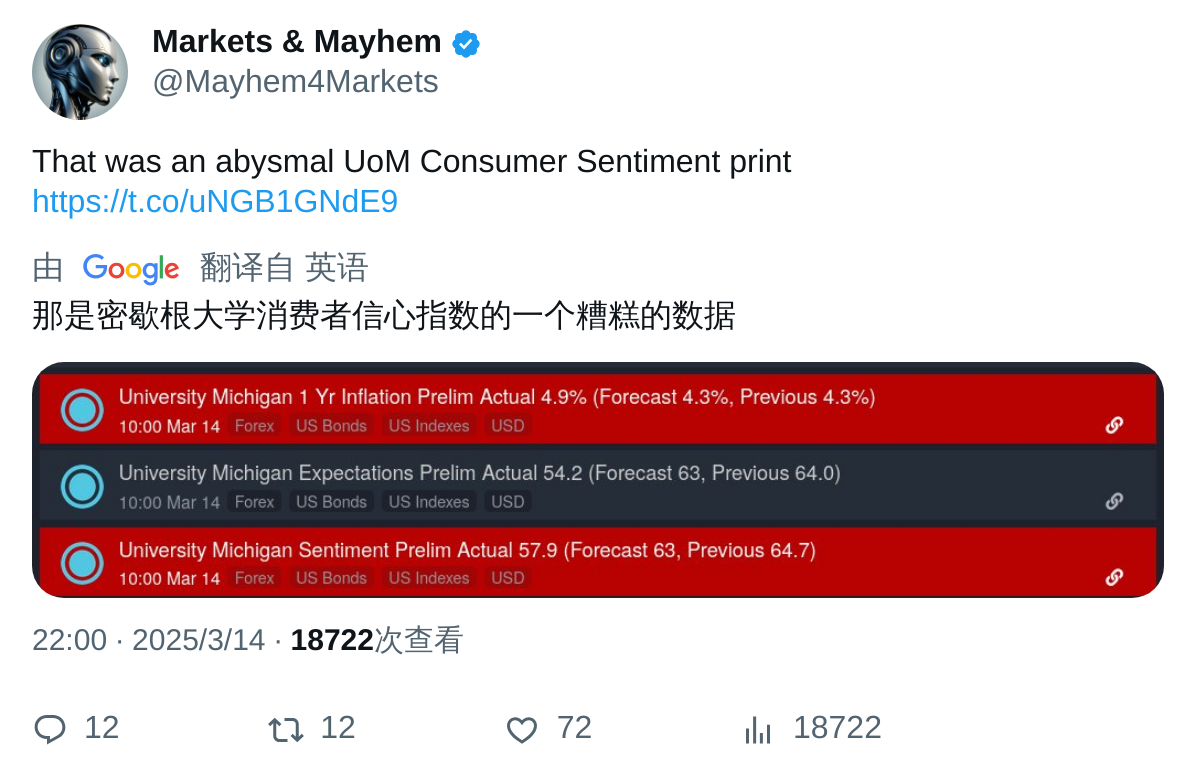 Markets & Mayhem
@Mayhem4Markets
That was an abysmal UoM Consumer Sentiment print
https://t.co/uNGB1GNdE9
由 Google 翻译自 英语
那是密歇根大学消费者信心指数的一个糟糕的数据
University Michigan 1 Yr Inflation Prelim Actual 4.9% (Forecast 4.3%, Previous 4.3%)
10:00 Mar 14 Forex US Bonds US Indexes USD
University Michigan Expectations Prelim Actual 54.2 (Forecast 63, Previous 64.0)
10:00 Mar 14 Forex US Bonds US Indexes USD
University Michigan Sentiment Prelim Actual 57.9 (Forecast 63, Previous 64.7)
10:00 Mar 14 Forex US Bonds US Indexes USD
22:00 · 2025/3/14 · 18722次查看
12 12 72 18722